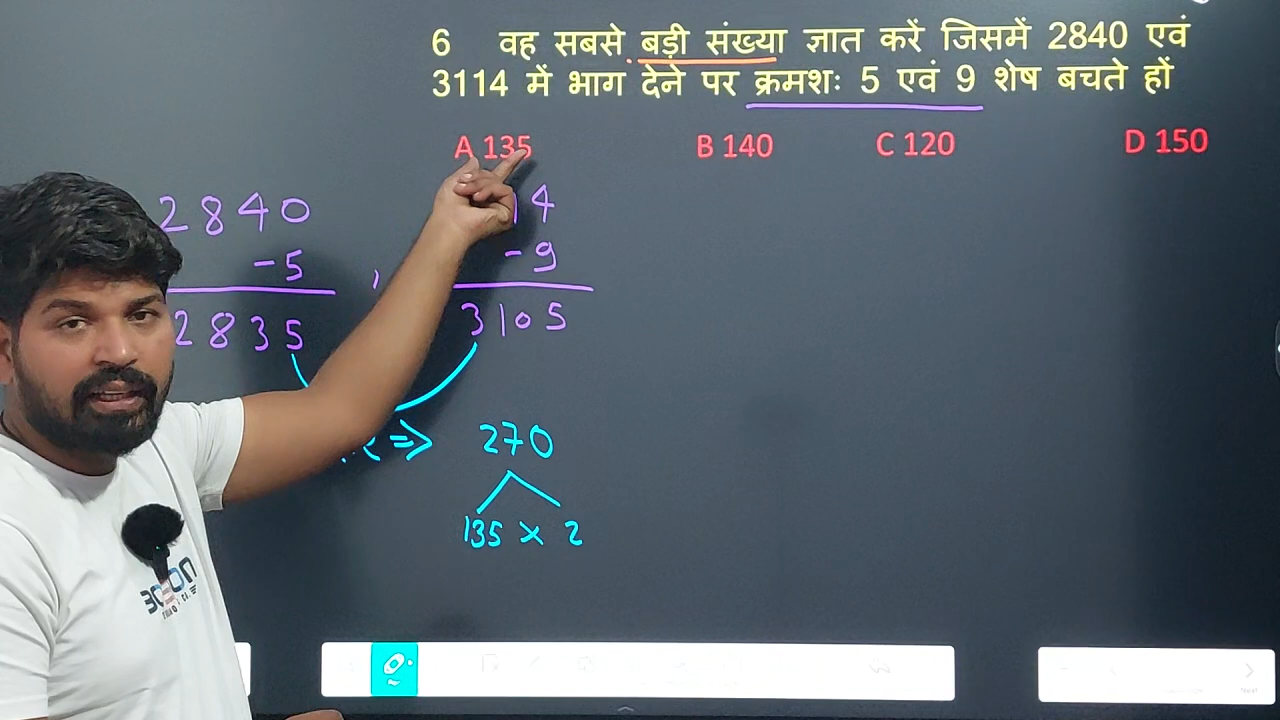 6 वह सबसे बड़ी संख्या ज्ञात करें जिसमें 2840 एवं
3114 में भाग देने पर क्रमशः 5 एवं 9 शेष बचते हों
A 135 B 140 C 120 D 150
2840 14
-5 , -9
2835 3105
=> 270
135 × 2